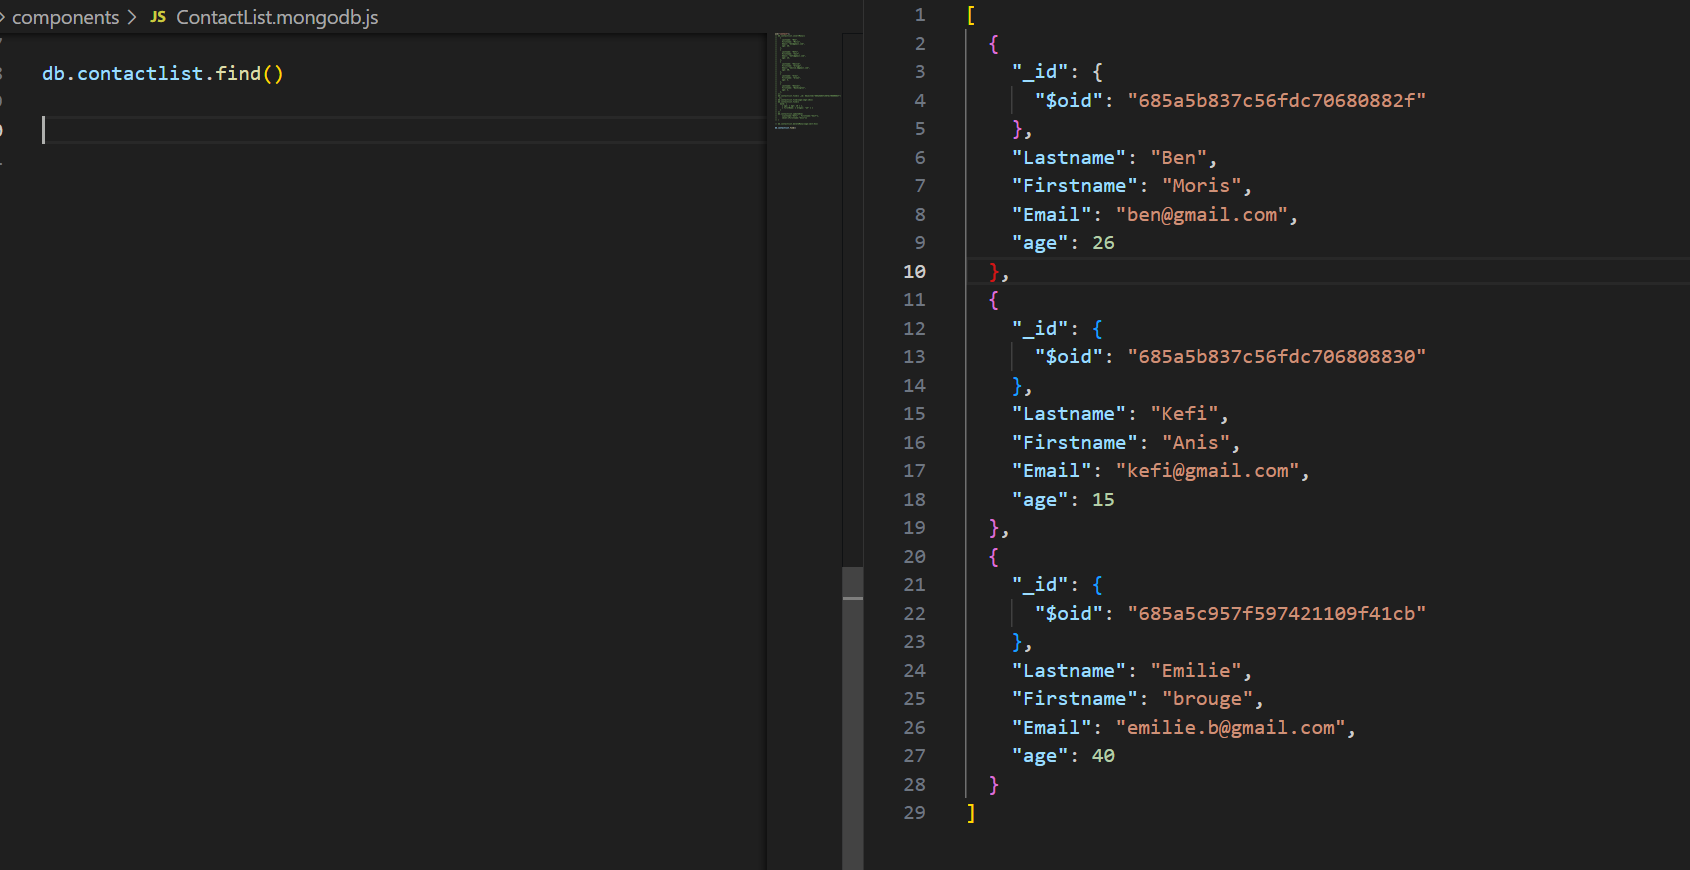 components > JS ContactList.mongodb.js
db.contactlist.find()
1 [
2 {
3 "_id": {
4 "$oid": "685a5b837c56fdc70680882f"
5 },
6 "Lastname": "Ben",
7 "Firstname": "Moris",
8 "Email": "ben@gmail.com",
9 "age": 26
10 },
11 {
12 "_id": {
13 "$oid": "685a5b837c56fdc706808830"
14 },
15 "Lastname": "Kefi",
16 "Firstname": "Anis",
17 "Email": "kefi@gmail.com",
18 "age": 15
19 },
20 {
21 "_id": {
22 "$oid": "685a5c957f597421109f41cb"
23 },
24 "Lastname": "Emilie",
25 "Firstname": "brouge",
26 "Email": "emilie.b@gmail.com",
27 "age": 40
28 }
29 ]